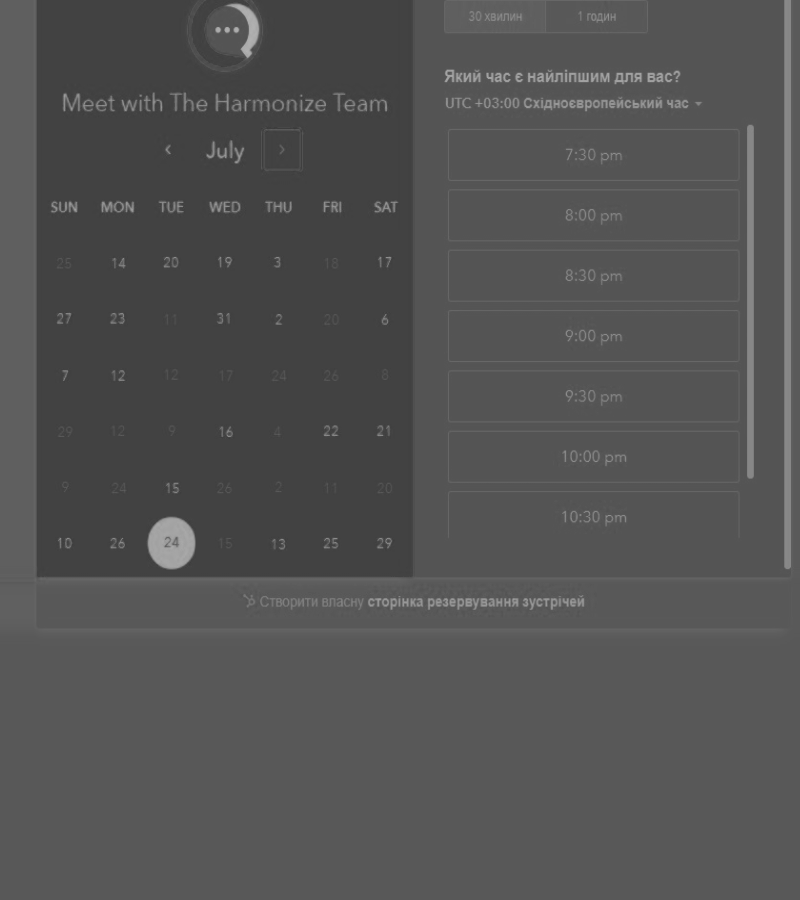 30 хвилин 1 годин
Meet with The Harmonize Team
Який час є найліпшим для вас?
UTC +03:00 Східноєвропейський час
July
7:30 pm
8:00 pm
8:30 pm
9:00 pm
9:30 pm
10:00 pm
10:30 pm
SUN MON TUE WED THU FRI SAT
25 14 20 19 3 18 17
27 23 11 31 2 20 6
7 12 12 17 24 26 8
29 12 9 16 4 22 21
9 24 15 26 2 11 20
10 26 24 15 13 25 29
Створити власну сторінка резервування зустрічей